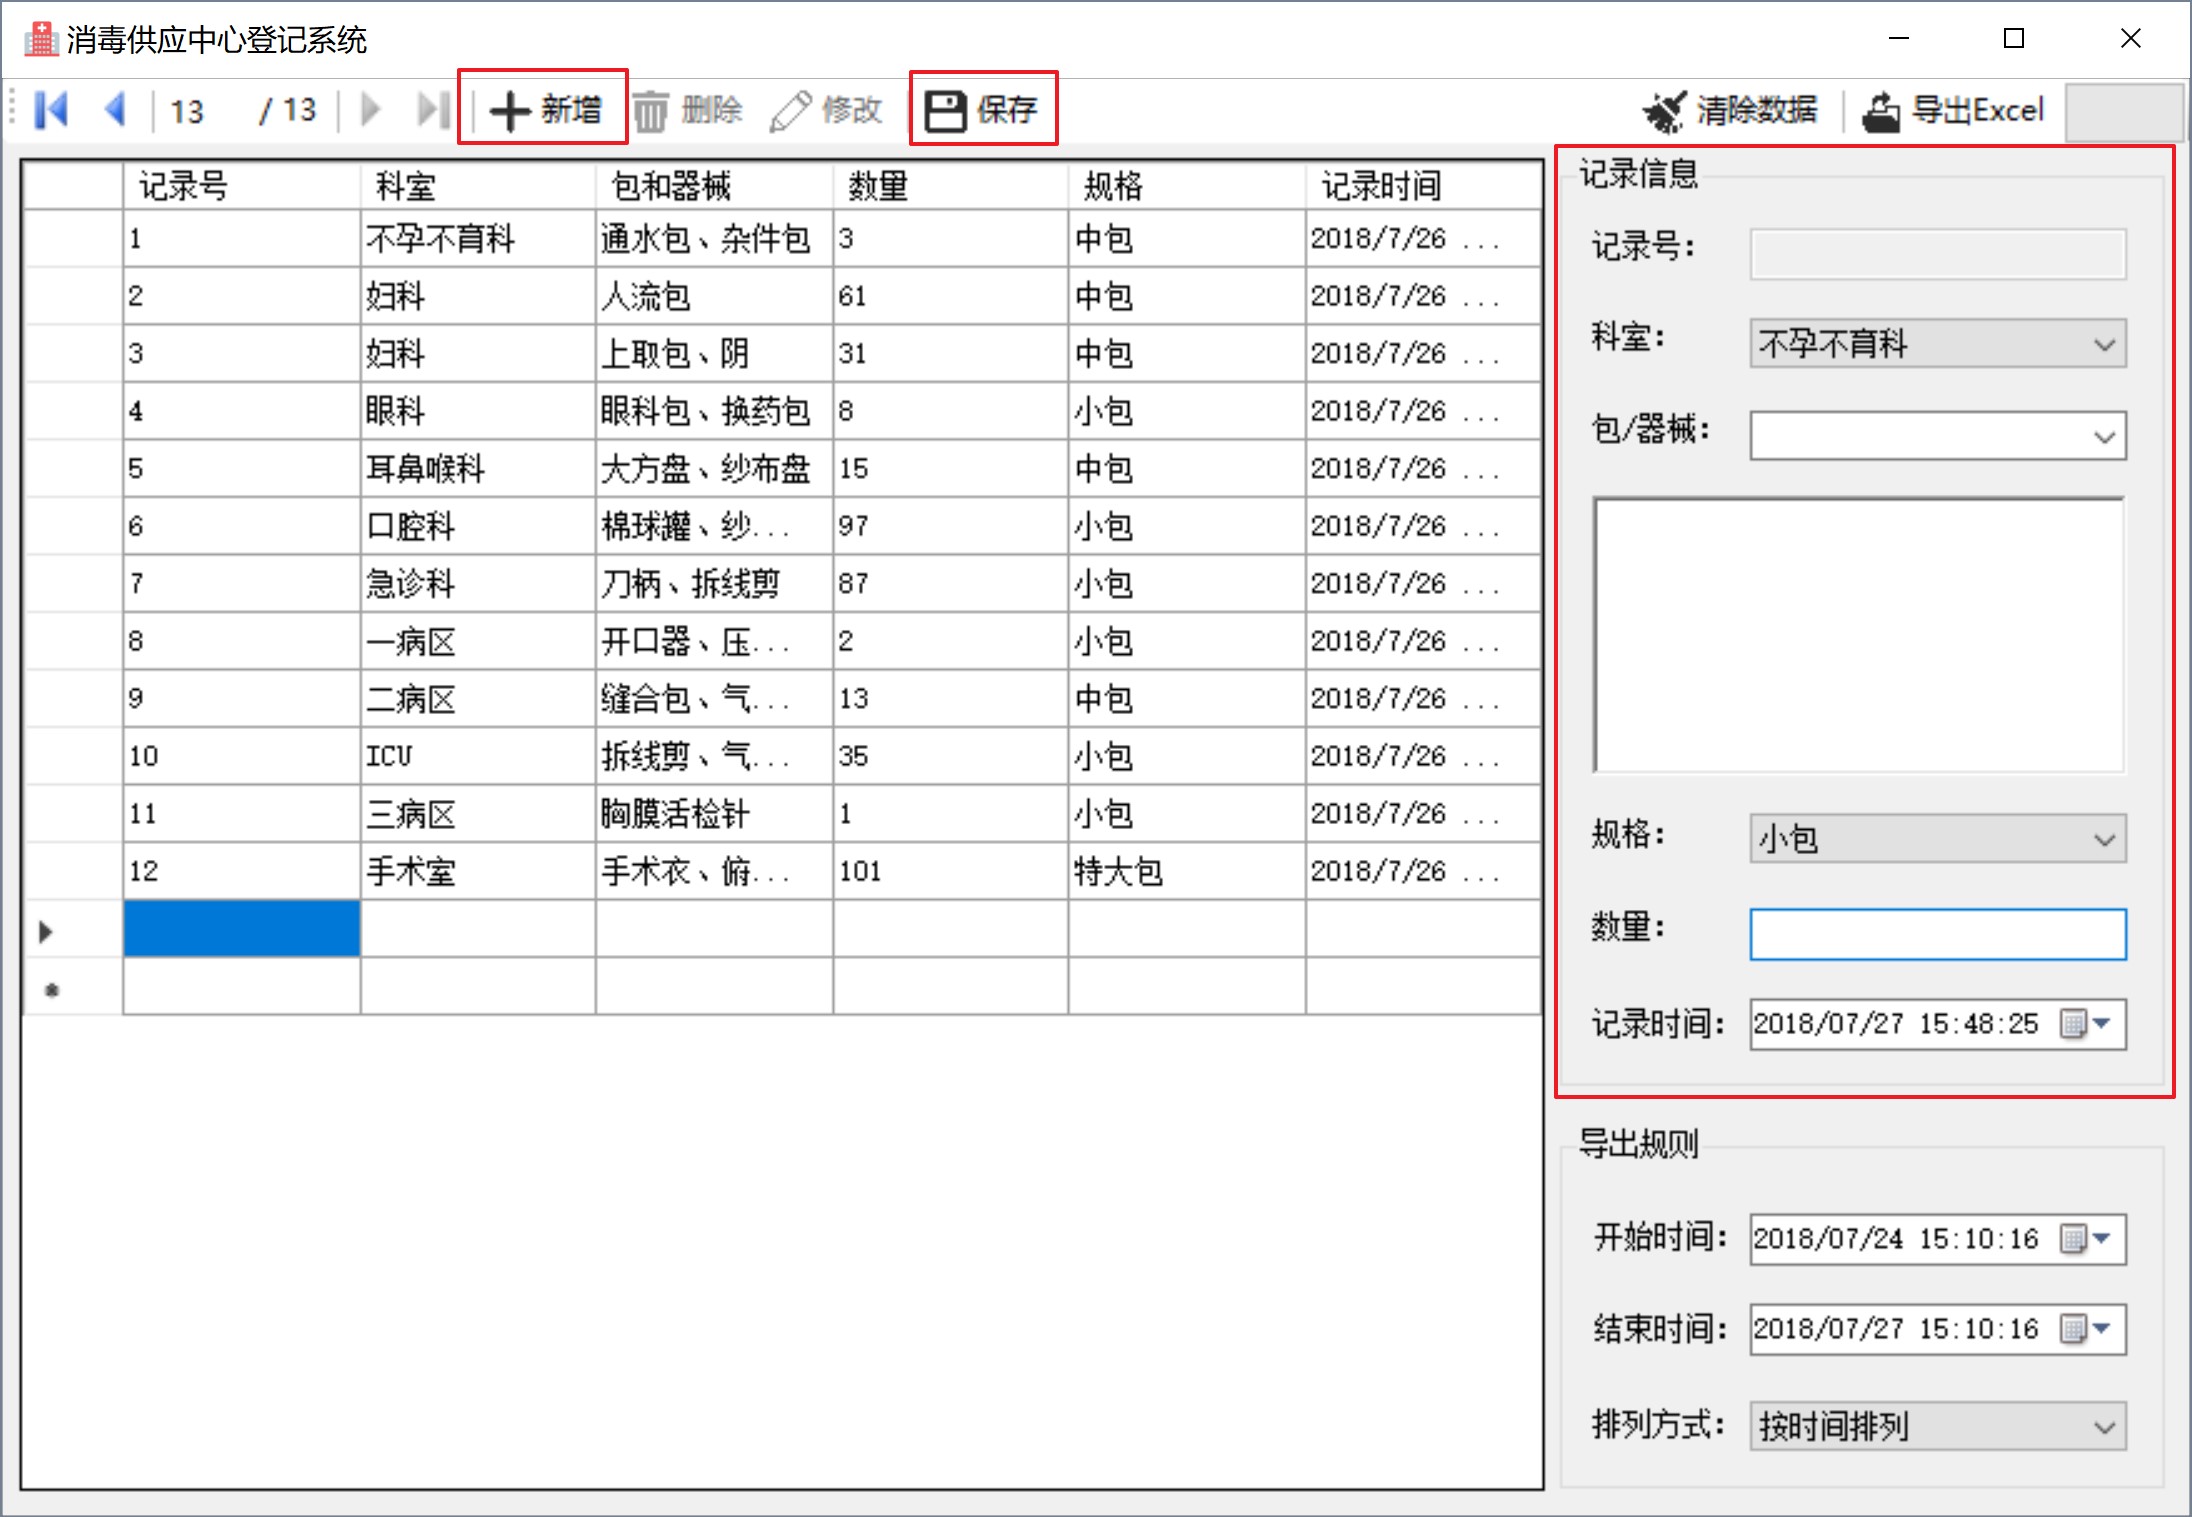 消毒供应中心登记系统
13 / 13 新增 删除 修改 保存 清除数据 导出Excel
记录号 科室 包和器械 数量 规格 记录时间
1 不孕不育科 通水包、杂件包 3 中包 2018/7/26 ...
2 妇科 人流包 61 中包 2018/7/26 ...
3 妇科 上取包、阴 31 中包 2018/7/26 ...
4 眼科 眼科包、换药包 8 小包 2018/7/26 ...
5 耳鼻喉科 大方盘、纱布盘 15 中包 2018/7/26 ...
6 口腔科 棉球罐、纱... 97 小包 2018/7/26 ...
7 急诊科 刀柄、拆线剪 87 小包 2018/7/26 ...
8 一病区 开口器、压... 2 小包 2018/7/26 ...
9 二病区 缝合包、气... 13 中包 2018/7/26 ...
10 ICU 拆线剪、气... 35 小包 2018/7/26 ...
11 三病区 胸膜活检针 1 小包 2018/7/26 ...
12 手术室 手术衣、俯... 101 特大包 2018/7/26 ...
记录信息
记录号：
科室： 不孕不育科
包/器械：
规格： 小包
数量：
记录时间： 2018/07/27 15:48:25
导出规则
开始时间： 2018/07/24 15:10:16
结束时间： 2018/07/27 15:10:16
排列方式： 按时间排列